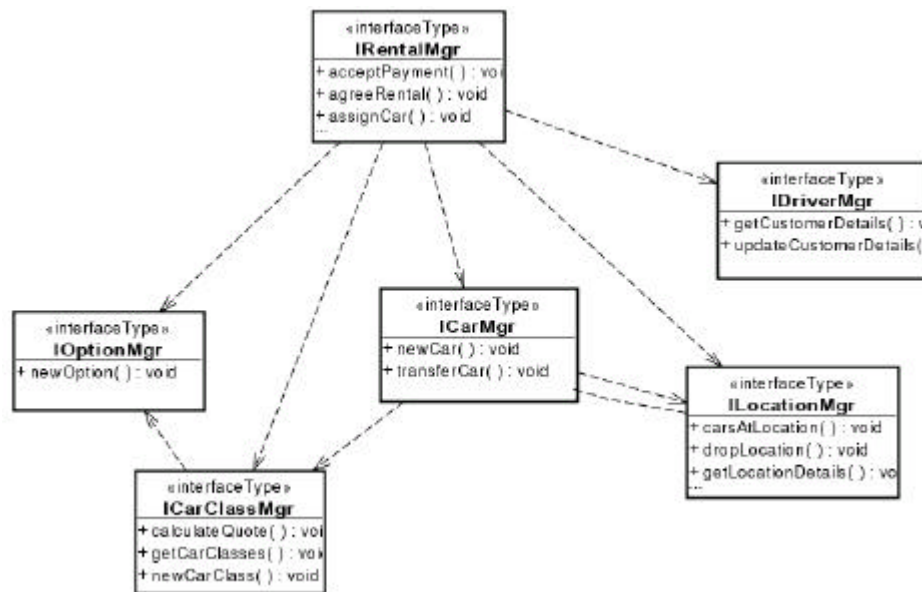 «interfaceType»
IRentalMgr
+ acceptPayment( ) : voi
+ agreeRental( ) : void
+ assignCar( ) : void
...
«interfaceType»
IDriverMgr
+ getCustomerDetails( ) : v
+ updateCustomerDetails(
«interfaceType»
ICarMgr
+ newCar( ) : void
+ transferCar( ) : void
«interfaceType»
IOptionMgr
+ newOption( ) : void
«interfaceType»
ILocationMgr
+ carsAtLocation( ) : void
+ dropLocation( ) : void
+ getLocationDetails( ) : vo
...
«interfaceType»
ICarClassMgr
+ calculateQuote( ) : voi
+ getCarClasses( ) : voi
+ newCarClass( ) : void